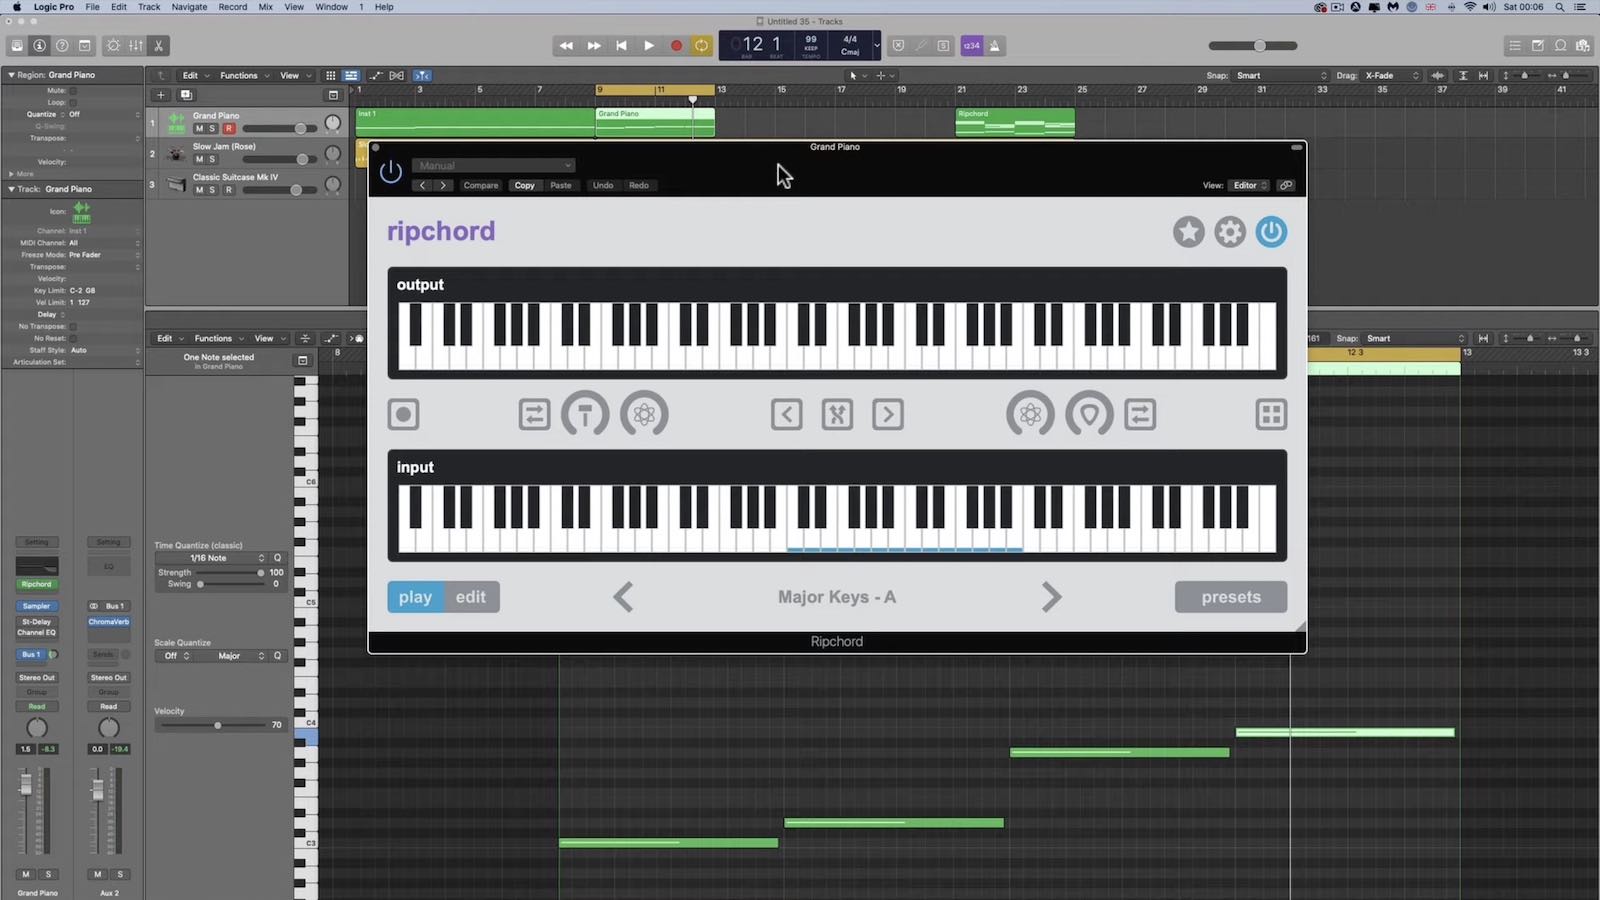 Logic Pro File Edit Track Navigate Record Mix View Window 1 Help Sat 00:06
Untitled 35 - Tracks
12 1 99 KEEP 4/4 Cmaj
BAR BEAT TEMPO
1234
Region: Grand Piano
Edit Functions View Snap: Smart Drag: X-Fade
Mute:
Loop:
Quantize Off
Q-Swing:
Transpose:
Velocity:
More
1 3 5 7 9 11 13 15 17 19 21 23 25 27 29 31 33 35 37 39 41
1 Grand Piano
M S R
Inst 1 Grand Piano Ripchord
2 Slow Jam (Rose)
M S
3 Classic Suitcase Mk IV
M S R
Track: Grand Piano
Icon:
Channel: Inst 1
MIDI Channel: All
Freeze Mode: Pre Fader
Transpose:
Velocity:
Key Limit: C-2 G8
Vel Limit: 1 127
Delay
No Transpose:
No Reset:
Staff Style: Auto
Articulation Set:
Grand Piano
Manual
Compare Copy Paste Undo Redo View: Editor
ripchord
output
input
play edit Major Keys - A presets
Ripchord
Edit Functions View
161 Snap: Smart
8 12 3 13 13 3
One Note selected
in Grand Piano
Time Quantize (classic)
1/16 Note Q
Strength 100
Swing 0
Scale Quantize
Off Major Q
Velocity
70
C6
C5
C4
C3
Setting Setting
EQ
Ripchord
Sampler Bus 1
St-Delay ChromaVerb
Channel EQ
Bus 1 Sends
Stereo Out Stereo Out
Group Group
Read Read
1.5 -8.3 0.0 -19.4
M S M S
Grand Piano Aux 2